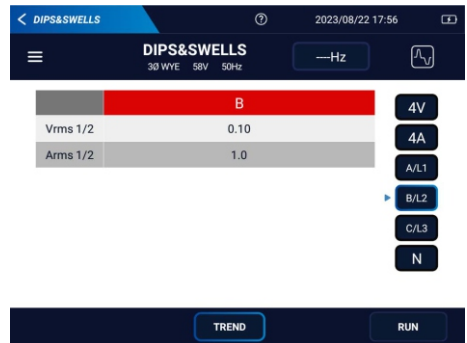 < DIPS&SWELLS
2023/08/22 17:56
DIPS&SWELLS
3Ø WYE 58V 50Hz
----Hz
B
Vrms 1/2 0.10
Arms 1/2 1.0
4V
4A
A/L1
B/L2
C/L3
N
TREND
RUN